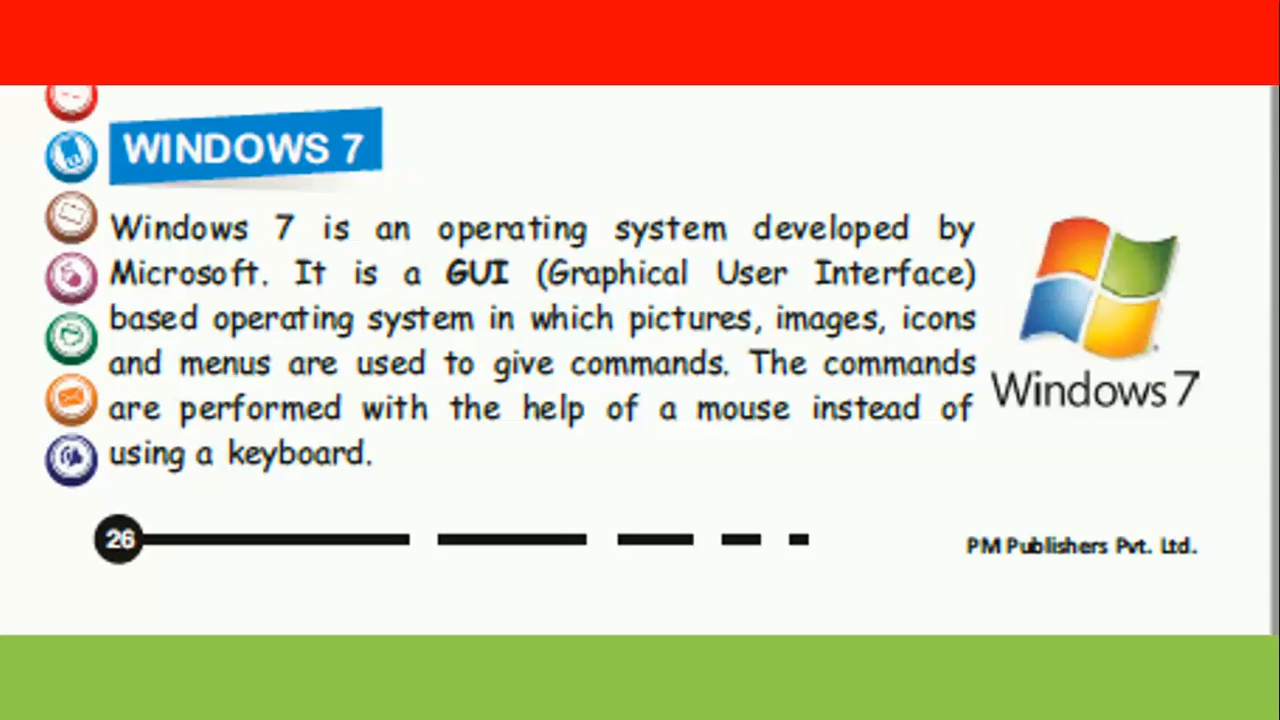 WINDOWS 7
Windows 7 is an operating system developed by
Microsoft. It is a GUI (Graphical User Interface)
based operating system in which pictures, images, icons
and menus are used to give commands. The commands
are performed with the help of a mouse instead of
using a keyboard.
Windows 7
26
PM Publishers Pvt. Ltd.